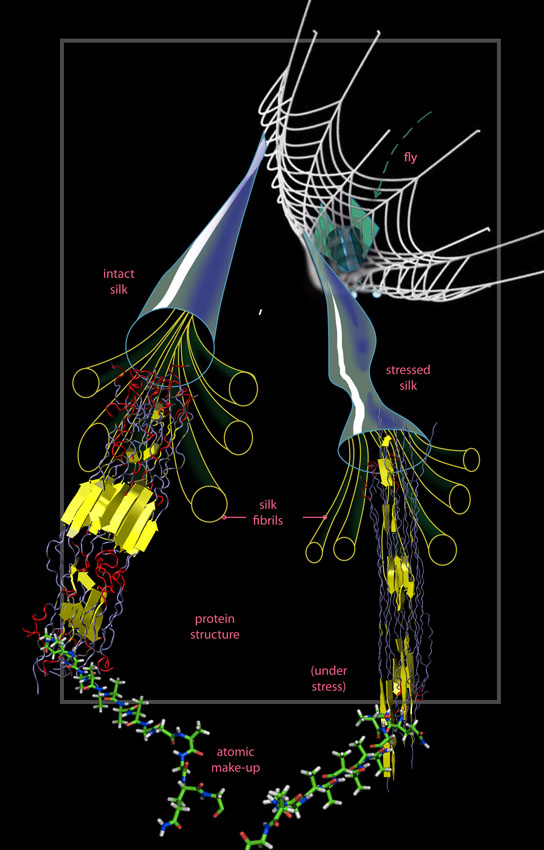 fly
intact
silk
stressed
silk
silk
fibrils
protein
structure
(under
stress)
atomic
make-up